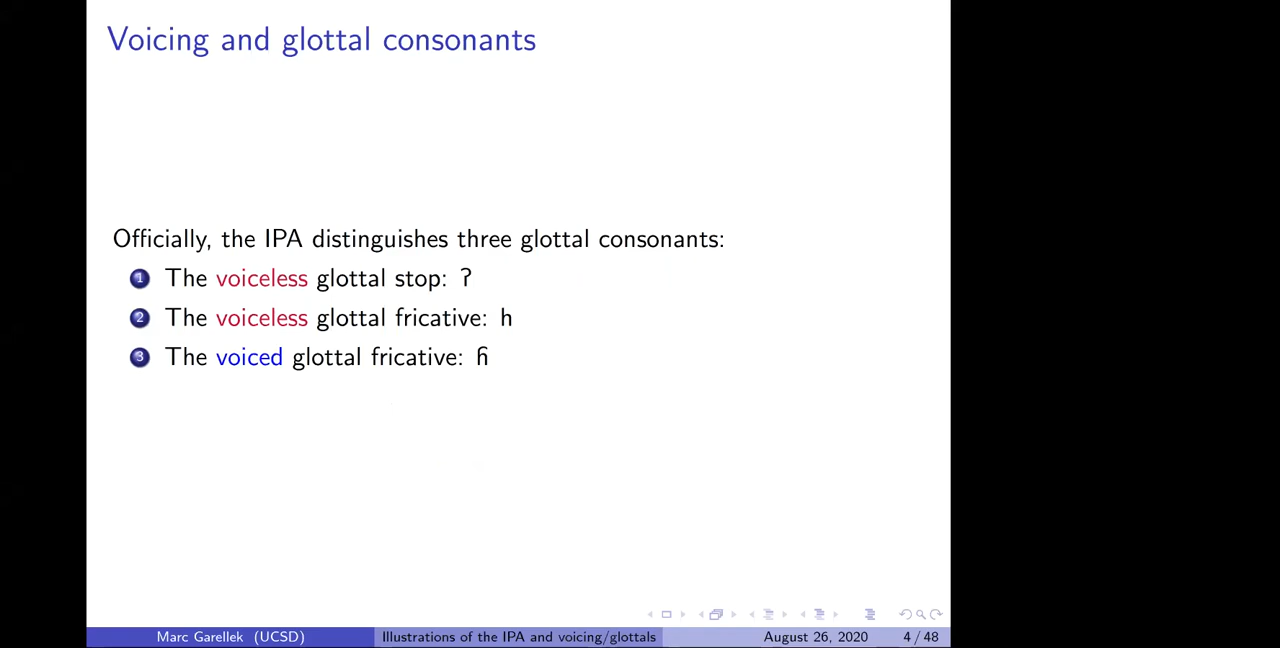 Voicing and glottal consonants
Officially, the IPA distinguishes three glottal consonants:
1 The voiceless glottal stop: ʔ
2 The voiceless glottal fricative: h
3 The voiced glottal fricative: ɦ
Marc Garellek (UCSD) Illustrations of the IPA and voicing/glottals August 26, 2020 4 / 48